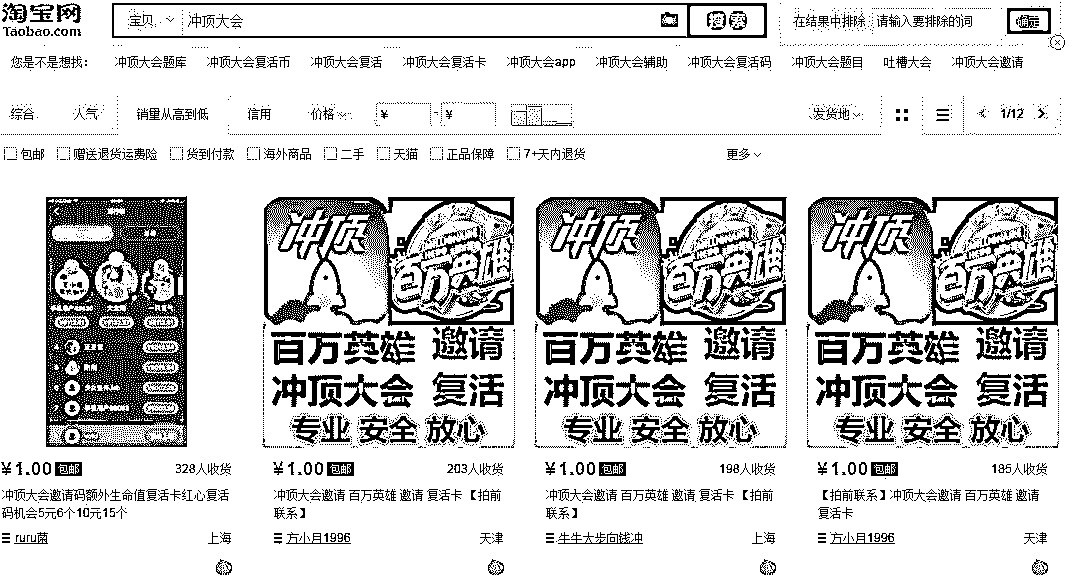 淘宝网
Taobao.com
宝贝 冲顶大会 搜索 在结果中排除 请输入要排除的词 确定
您是不是想找： 冲顶大会题库 冲顶大会复活币 冲顶大会复活 冲顶大会复活卡 冲顶大会app 冲顶大会辅助 冲顶大会复活码 冲顶大会题目 吐槽大会 冲顶大会邀请
综合 人气 销量从高到低 信用 价格 ¥ - ¥ 发货地 1/12
包邮 赠送退货运费险 货到付款 海外商品 二手 天猫 正品保障 7+天内退货 更多
冲顶 百万英雄 冲顶 百万英雄 冲顶 百万英雄
百万英雄 邀请 百万英雄 邀请 百万英雄 邀请
冲顶大会 复活 冲顶大会 复活 冲顶大会 复活
专业 安全 放心 专业 安全 放心 专业 安全 放心
¥1.00 包邮 328人收货 ¥1.00 包邮 203人收货 ¥1.00 包邮 198人收货 ¥1.00 包邮 185人收货
冲顶大会邀请码额外生命值复活卡红心复活 冲顶大会邀请 百万英雄 邀请 复活卡 【拍前 冲顶大会邀请 百万英雄 邀请 复活卡 【拍前 【拍前联系】冲顶大会邀请 百万英雄 邀请
码机会5元6个10元15个 联系】 联系】 复活卡
ruru菌 上海 方小月1996 天津 牛牛大步向钱冲 上海 方小月1996 天津